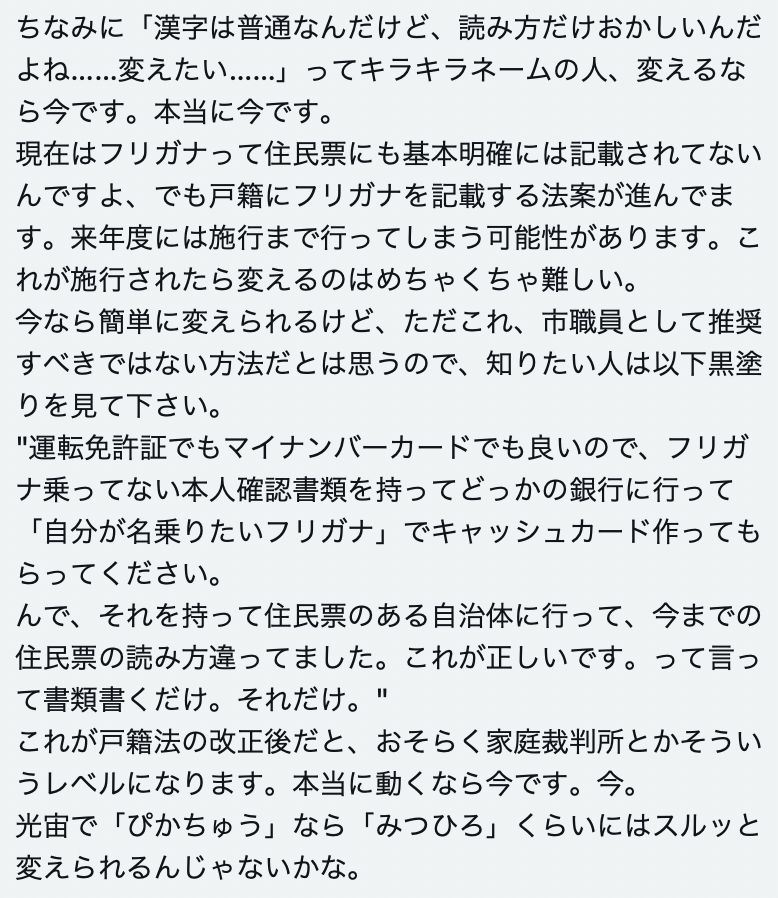 ちなみに「漢字は普通なんだけど、読み方だけおかしいんだ
よね……変えたい……」ってキラキラネームの人、変えるな
ら今です。本当に今です。
現在はフリガナって住民票にも基本明確には記載されてない
んですよ、でも戸籍にフリガナを記載する法案が進んでま
す。来年度には施行まで行ってしまう可能性があります。こ
れが施行されたら変えるのはめちゃくちゃ難しい。
今なら簡単に変えられるけど、ただこれ、市職員として推奨
すべきではない方法だとは思うので、知りたい人は以下黒塗
りを見て下さい。
"運転免許証でもマイナンバーカードでも良いので、フリガ
ナ乗ってない本人確認書類を持ってどっかの銀行に行って
「自分が名乗りたいフリガナ」でキャッシュカード作っても
らってください。
んで、それを持って住民票のある自治体に行って、今までの
住民票の読み方違ってました。これが正しいです。って言っ
て書類書くだけ。それだけ。"
これが戸籍法の改正後だと、おそらく家庭裁判所とかそうい
うレベルになります。本当に動くなら今です。今。
光宙で「ぴかちゅう」なら「みつひろ」くらいにはスルッと
変えられるんじゃないかな。